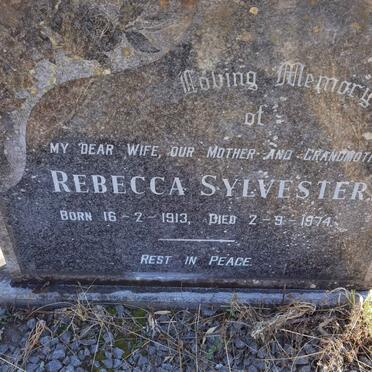 Loving Memory
of
MY DEAR WIFE, OUR MOTHER AND GRANDMOTH
REBECCA SYLVESTER
BORN 16-2-1913, DIED 2-9-1974
REST IN PEACE